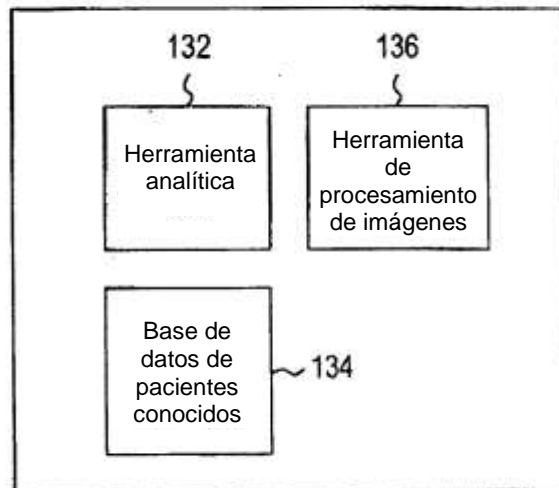 132
136
Herramienta
analítica
Herramienta
de
procesamiento
de imágenes
Base de
datos de
pacientes
conocidos
134